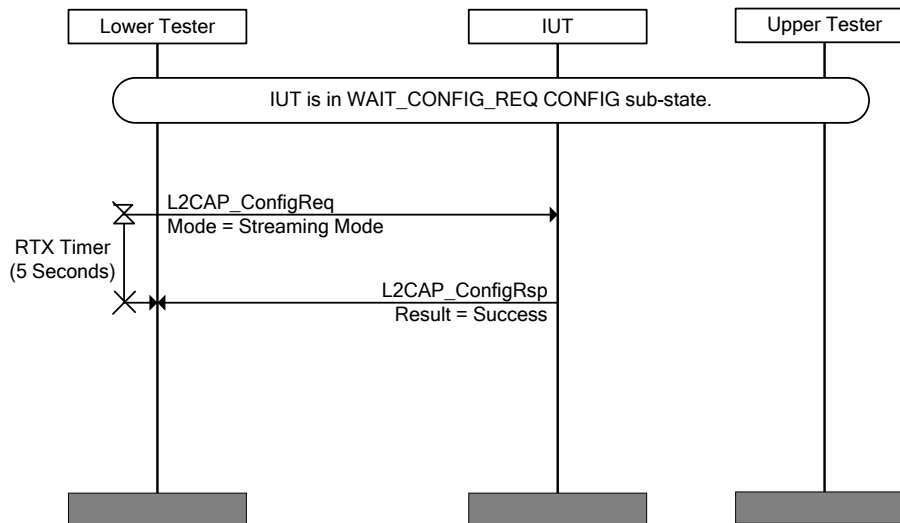 Lower Tester
IUT
Upper Tester
IUT is in WAIT_CONFIG_REQ CONFIG sub-state.
L2CAP_ConfigReq
Mode = Streaming Mode
RTX Timer
(5 Seconds)
L2CAP_ConfigRsp
Result = Success